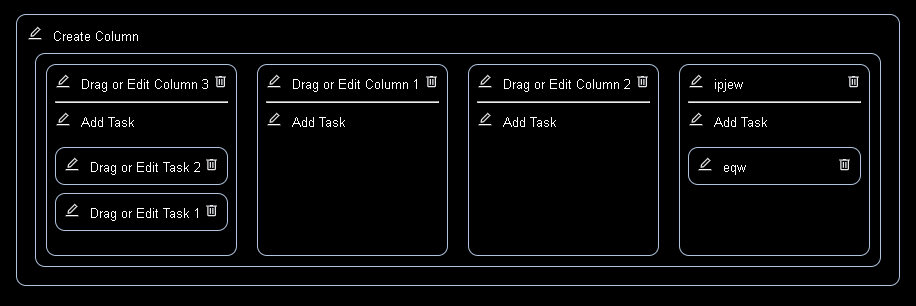 Create Column
Drag or Edit Column 3
Add Task
Drag or Edit Task 2
Drag or Edit Task 1
Drag or Edit Column 1
Add Task
Drag or Edit Column 2
Add Task
ipjew
Add Task
eqw